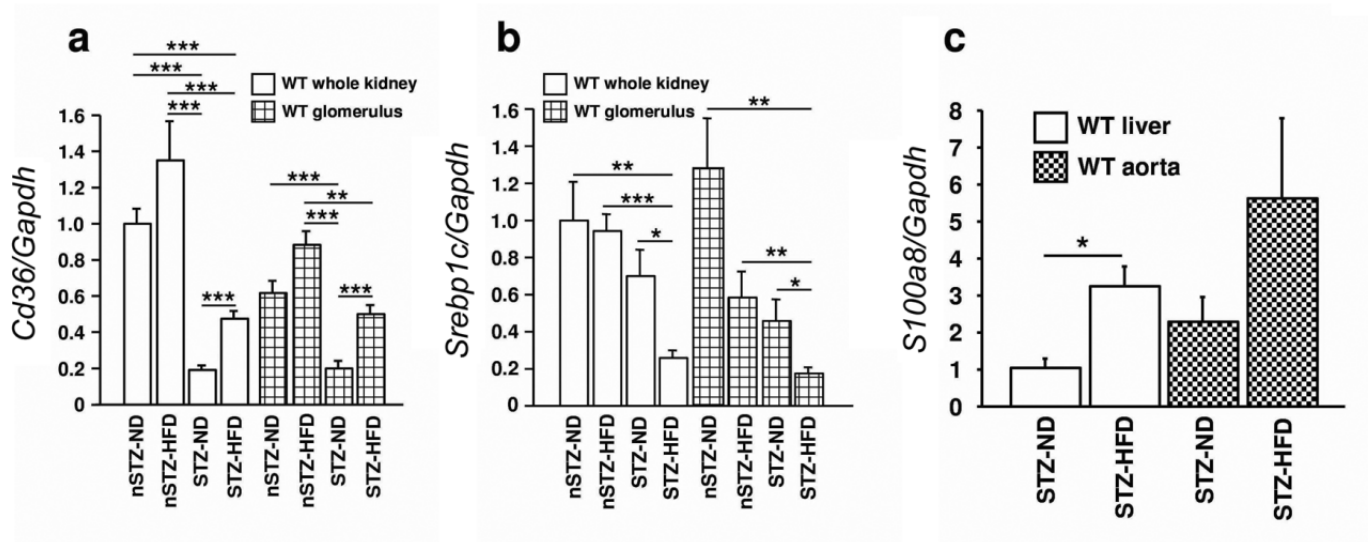 a
***
***
***
***
WT whole kidney
WT glomerulus
Cd36/Gapdh
1.6
1.4
1.2
1.0
0.8
0.6
0.4
0.2
0
***
***
**
***
***
nSTZ-ND
nSTZ-HFD
STZ-ND
STZ-HFD
nSTZ-ND
nSTZ-HFD
STZ-ND
STZ-HFD
b
WT whole kidney
WT glomerulus
Srebp1c/Gapdh
1.6
1.4
1.2
1.0
0.8
0.6
0.4
0.2
0
**
***
*
**
**
*
nSTZ-ND
nSTZ-HFD
STZ-ND
STZ-HFD
nSTZ-ND
nSTZ-HFD
STZ-ND
STZ-HFD
c
WT liver
WT aorta
S100a8/Gapdh
8
7
6
5
4
3
2
1
0
*
STZ-ND
STZ-HFD
STZ-ND
STZ-HFD